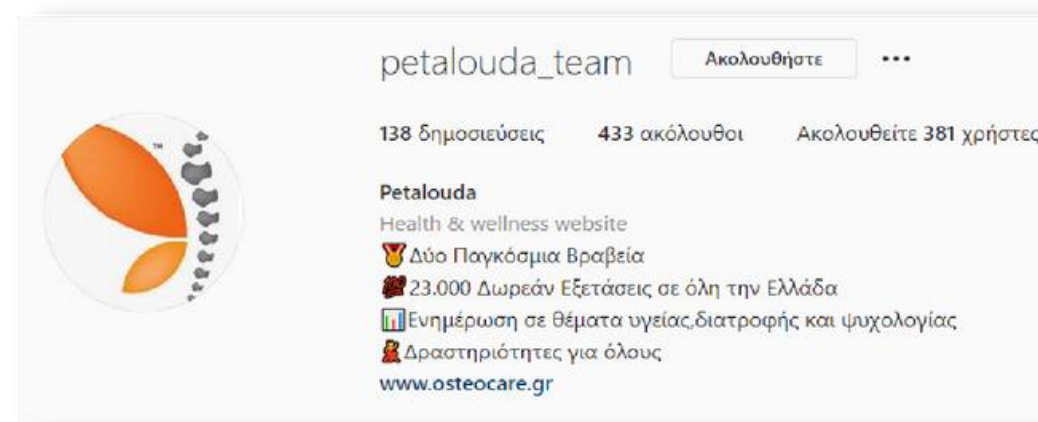 petalouda_team Ακολουθήστε •••
138 δημοσιεύσεις 433 ακόλουθοι Ακολουθείτε 381 χρήστες
™
Petalouda
Health & wellness website
🏅Δύο Παγκόσμια Βραβεία
💯23.000 Δωρεάν Εξετάσεις σε όλη την Ελλάδα
📊Ενημέρωση σε θέματα υγείας,διατροφής και ψυχολογίας
Δραστηριότητες για όλους
www.osteocare.gr